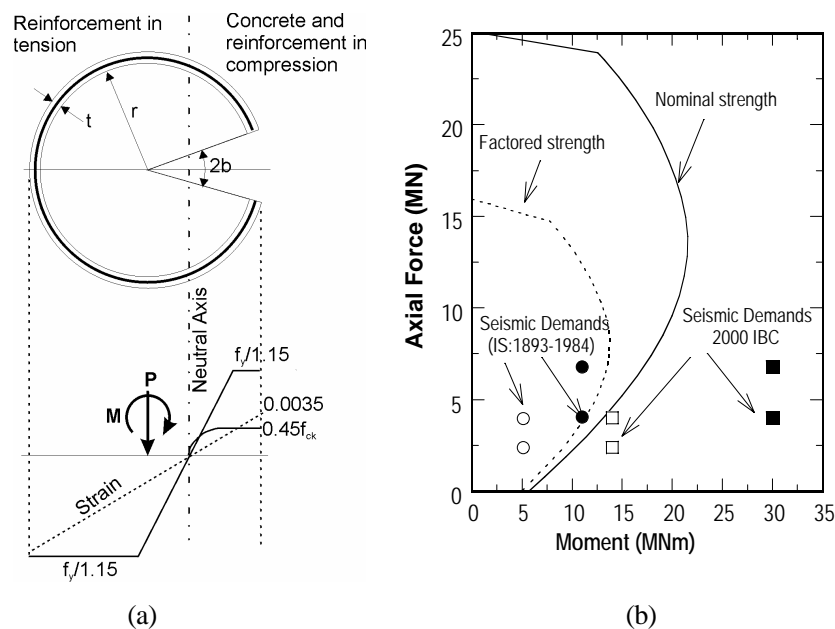 Reinforcement in
tension
Concrete and
reinforcement in
compression
t
r
2b
Neutral Axis
P
M
f_y/1.15
0.0035
0.45f_ck
Strain
f_y/1.15
(a)
25
20
15
10
5
0
Axial Force (MN)
Nominal strength
Factored strength
Seismic Demands
(IS:1893-1984)
Seismic Demands
2000 IBC
0 5 10 15 20 25 30 35
Moment (MNm)
(b)